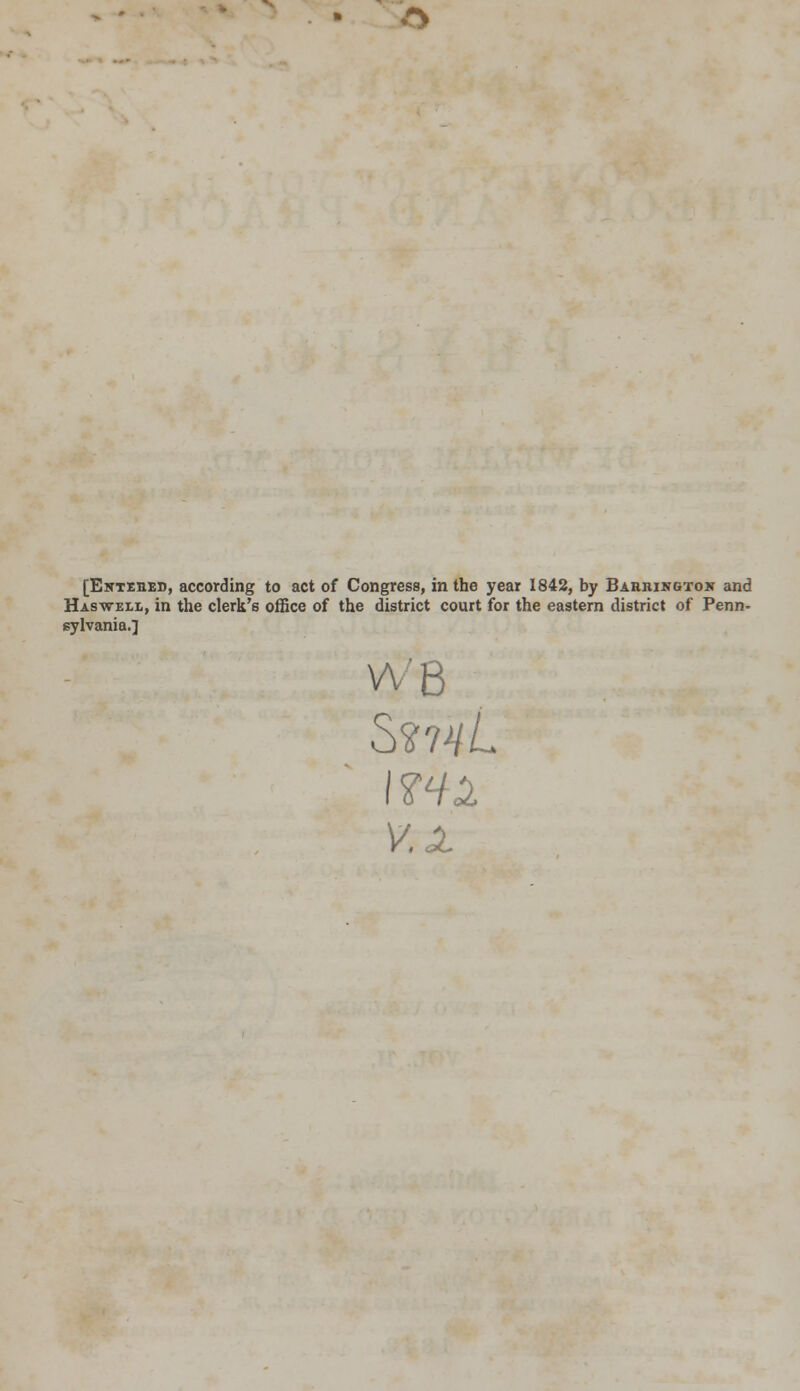 [Entered, according to act of Congress, in the year 1842, by Barrington and
Haswell, in the clerk's office of the district court for the eastern district of Penn-
sylvania.]
WB
S874L
1842
V. 2